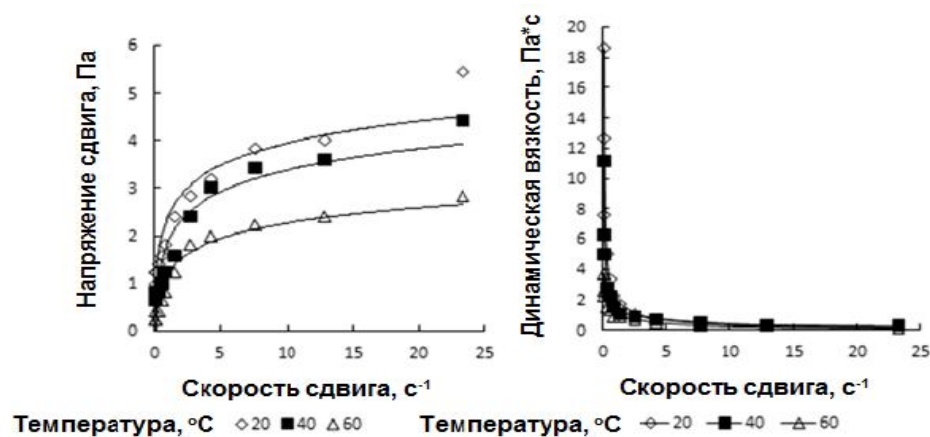 Напряжение сдвига, Па
6
5
4
3
2
1
0
0 5 10 15 20 25
Скорость сдвига, с⁻¹
Температура, °С ◇ 20 ■ 40 △ 60
Динамическая вязкость, Па*с
20
18
16
14
12
10
8
6
4
2
0
0 5 10 15 20 25
Скорость сдвига, с⁻¹
Температура, °С ◇ 20 ■ 40 △ 60